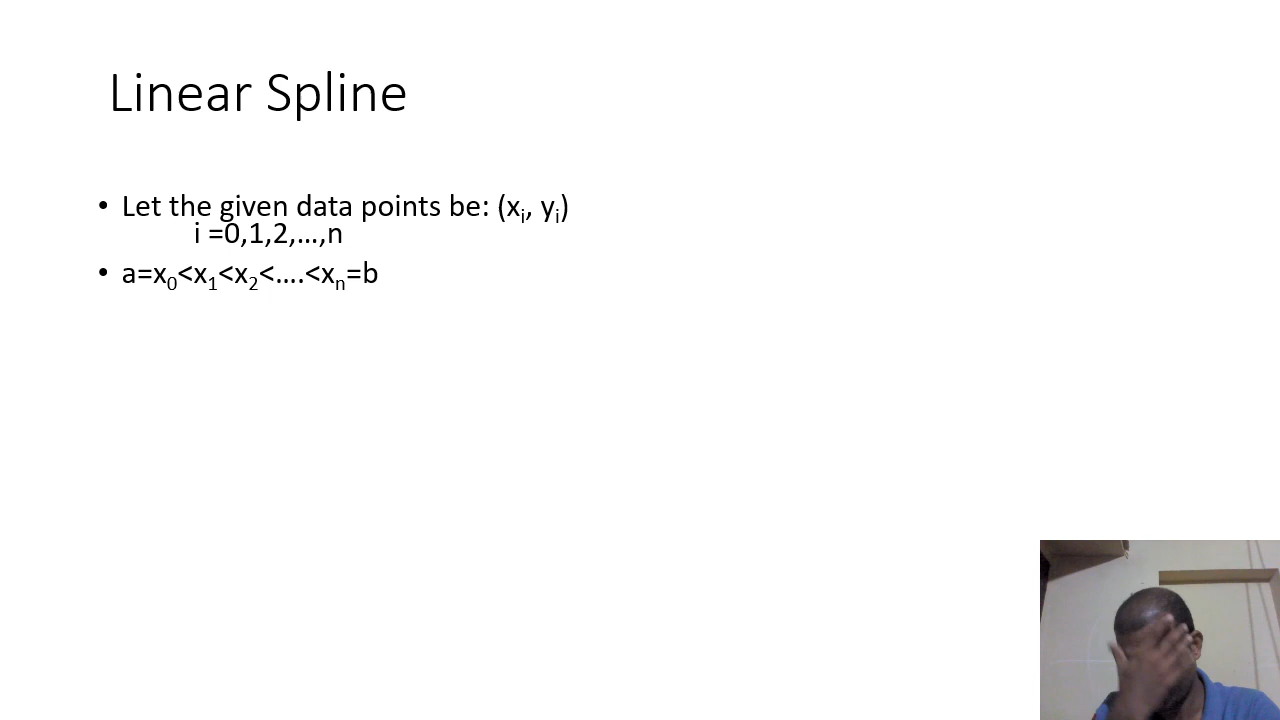 Linear Spline
• Let the given data points be: (xᵢ, yᵢ)
i =0,1,2,...,n
• a=x₀<x₁<x₂<....<xₙ=b